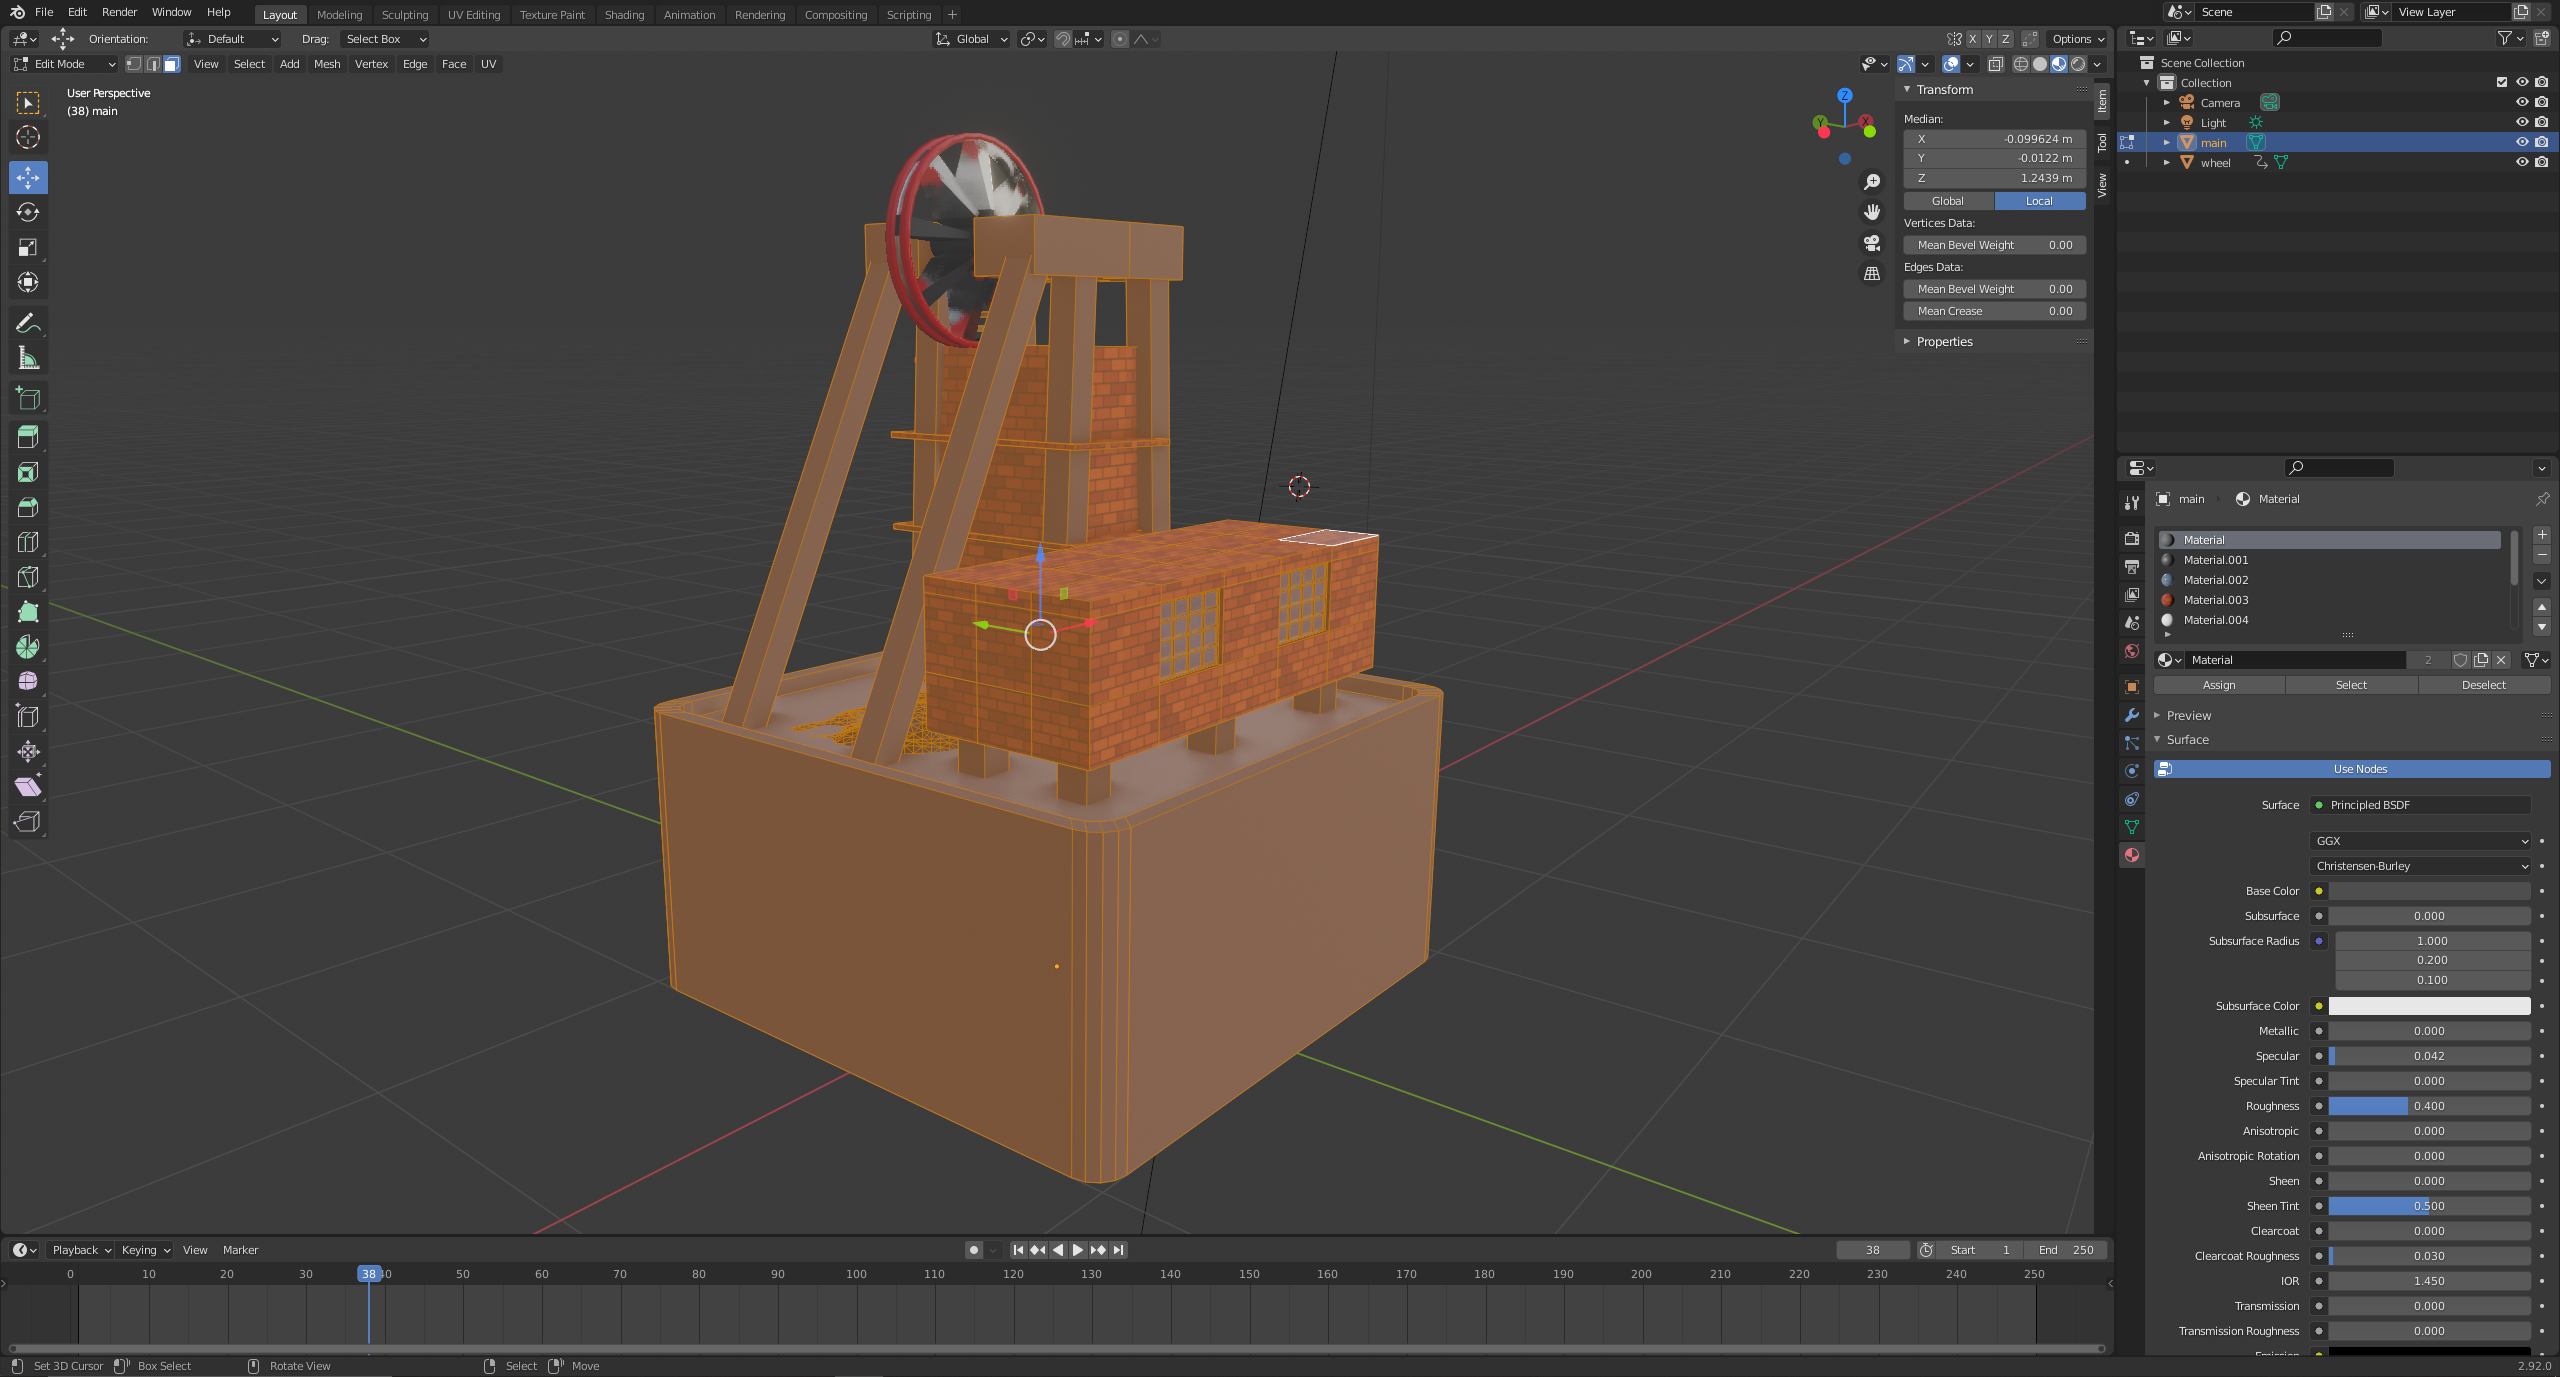 File Edit Render Window Help Layout Modeling Sculpting UV Editing Texture Paint Shading Animation Rendering Compositing Scripting + Scene View Layer
Orientation: Default Drag: Select Box Global X Y Z Options
Edit Mode View Select Add Mesh Vertex Edge Face UV
User Perspective
(38) main
Z
Y
X
Transform
Median:
X -0.099624 m
Y -0.0122 m
Z 1.2439 m
Global Local
Vertices Data:
Mean Bevel Weight 0.00
Edges Data:
Mean Bevel Weight 0.00
Mean Crease 0.00
Properties
Item
Tool
View
Scene Collection
Collection
Camera
Light
main
wheel
main Material
Material
Material.001
Material.002
Material.003
Material.004
Material 2
Assign Select Deselect
Preview
Surface
Use Nodes
Surface Principled BSDF
GGX
Christensen-Burley
Base Color
Subsurface 0.000
Subsurface Radius 1.000
0.200
0.100
Subsurface Color
Metallic 0.000
Specular 0.042
Specular Tint 0.000
Roughness 0.400
Anisotropic 0.000
Anisotropic Rotation 0.000
Sheen 0.000
Sheen Tint 0.500
Clearcoat 0.000
Clearcoat Roughness 0.030
IOR 1.450
Transmission 0.000
Transmission Roughness 0.000
Playback Keying View Marker 38 Start 1 End 250
0 10 20 30 38 40 50 60 70 80 90 100 110 120 130 140 150 160 170 180 190 200 210 220 230 240 250
Set 3D Cursor Box Select Rotate View Select Move 2.92.0